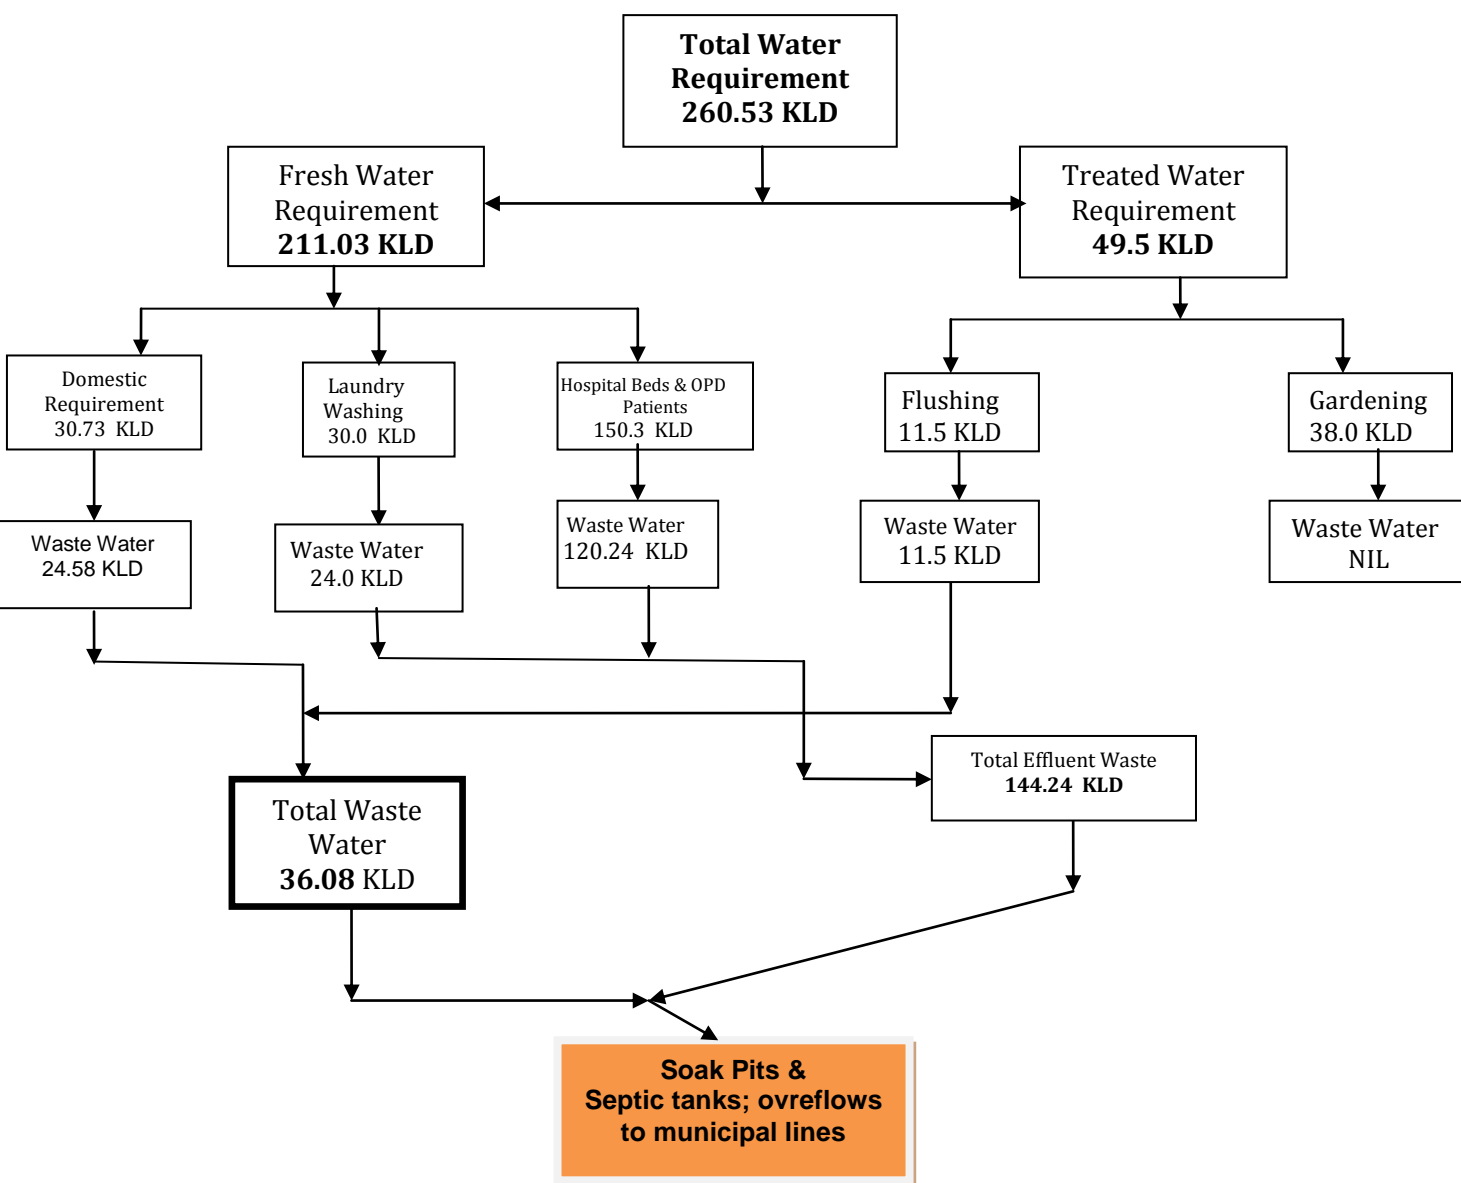 Total Water
Requirement
260.53 KLD
Fresh Water
Requirement
211.03 KLD
Treated Water
Requirement
49.5 KLD
Domestic
Requirement
30.73 KLD
Laundry
Washing
30.0 KLD
Hospital Beds & OPD
Patients
150.3 KLD
Flushing
11.5 KLD
Gardening
38.0 KLD
Waste Water
24.58 KLD
Waste Water
24.0 KLD
Waste Water
120.24 KLD
Waste Water
11.5 KLD
Waste Water
NIL
Total Effluent Waste
144.24 KLD
Total Waste
Water
36.08 KLD
Soak Pits &
Septic tanks; ovreflows
to municipal lines